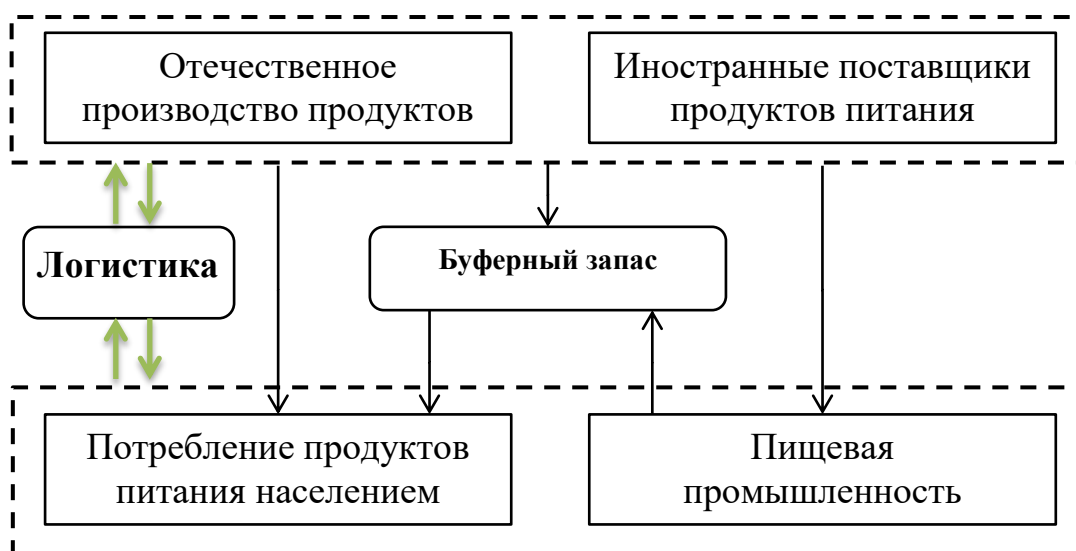 Отечественное
производство продуктов
Иностранные поставщики
продуктов питания
Логистика
Буферный запас
Потребление продуктов
питания населением
Пищевая
промышленность